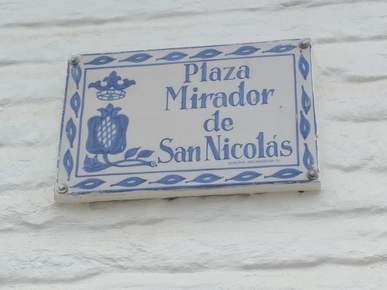 Plaza
Mirador
de
San Nicolás